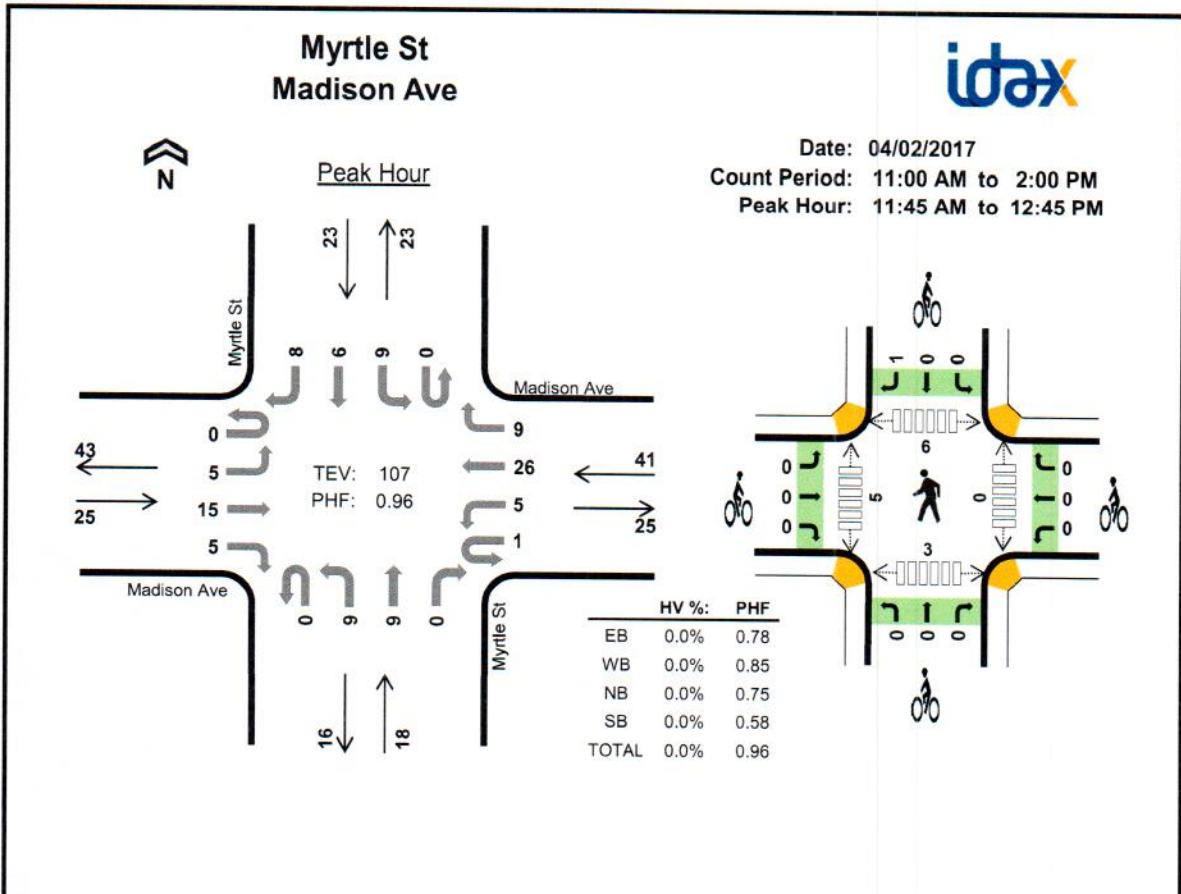 Myrtle St
Madison Ave
idax
N
Peak Hour
Date: 04/02/2017
Count Period: 11:00 AM to 2:00 PM
Peak Hour: 11:45 AM to 12:45 PM
23 23
Myrtle St
8 6 9 0
Madison Ave
0
5
15
5
43
25
TEV: 107
PHF: 0.96
9
26
5
1
41
25
Madison Ave
0 9 9 0
Myrtle St
16 18
1 0 0
6
0
0
0
5
0
0
0
0
3
0 0 0
HV %: PHF
EB 0.0% 0.78
WB 0.0% 0.85
NB 0.0% 0.75
SB 0.0% 0.58
TOTAL 0.0% 0.96